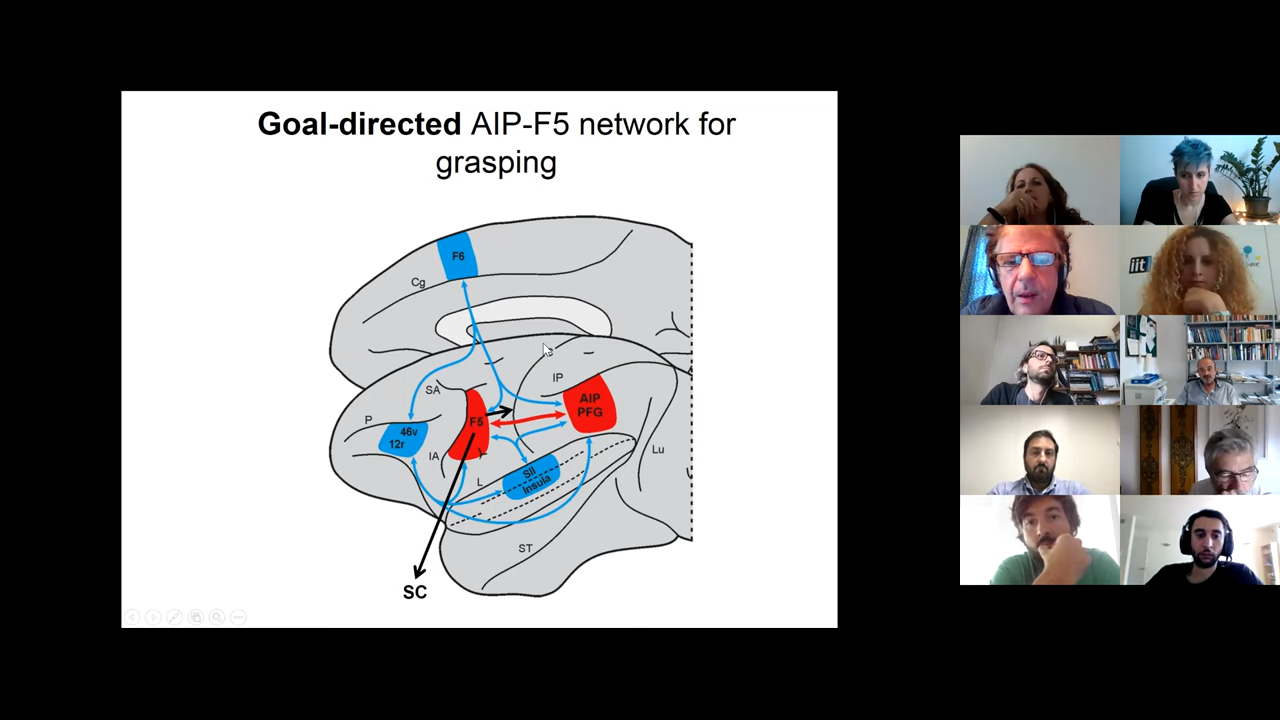 Goal-directed AIP-F5 network for
grasping
F6
Cg
SA
IP
AIP
PFG
P
F5
46v
12r
IA
L
SII
Insula
Lu
ST
SC
iit